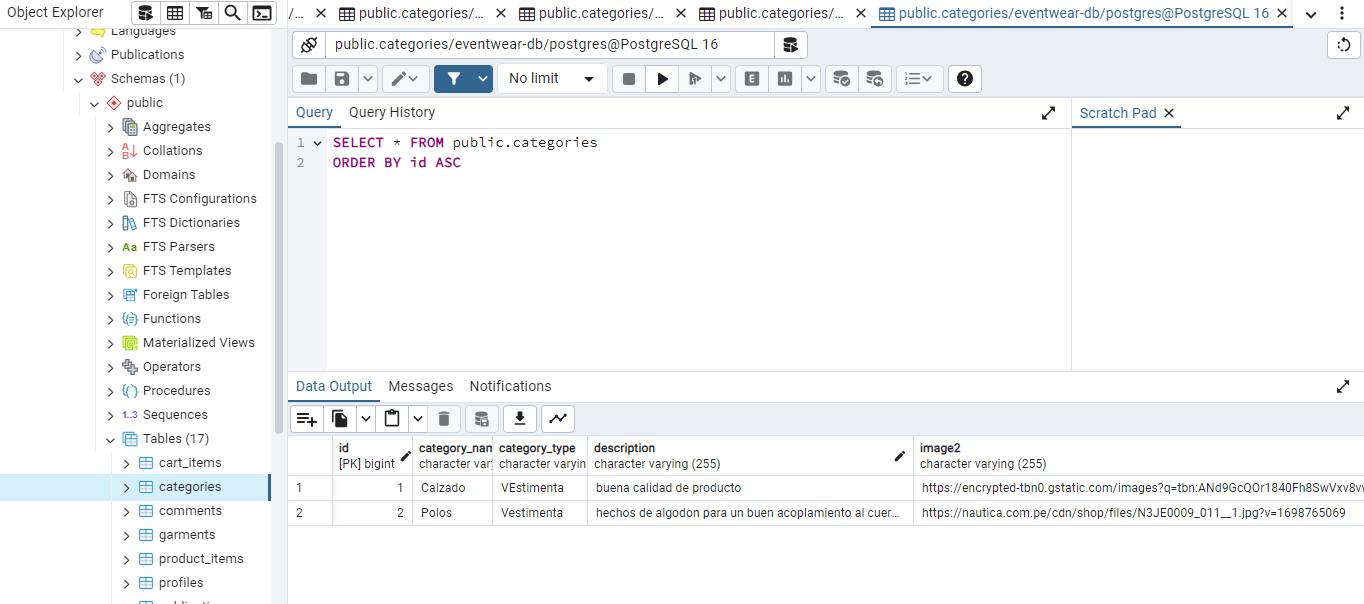 Object Explorer
Languages
Publications
Schemas (1)
public
Aggregates
Collations
Domains
FTS Configurations
FTS Dictionaries
Aa FTS Parsers
FTS Templates
Foreign Tables
Functions
Materialized Views
Operators
Procedures
1..3 Sequences
Tables (17)
cart_items
categories
comments
garments
product_items
profiles
/...
public.categories/...
public.categories/...
public.categories/...
public.categories/eventwear-db/postgres@PostgreSQL 16
public.categories/eventwear-db/postgres@PostgreSQL 16
No limit
E
Query Query History
Scratch Pad
1 SELECT * FROM public.categories
2 ORDER BY id ASC
Data Output Messages Notifications
id category_nam category_type description image2
[PK] bigint character vary character varyin character varying (255) character varying (255)
1 1 Calzado VEstimenta buena calidad de producto https://encrypted-tbn0.gstatic.com/images?q=tbn:ANd9GcQOr1840Fh8SwVxv8vv
2 2 Polos Vestimenta hechos de algodon para un buen acoplamiento al cuer... https://nautica.com.pe/cdn/shop/files/N3JE0009_011__1.jpg?v=1698765069